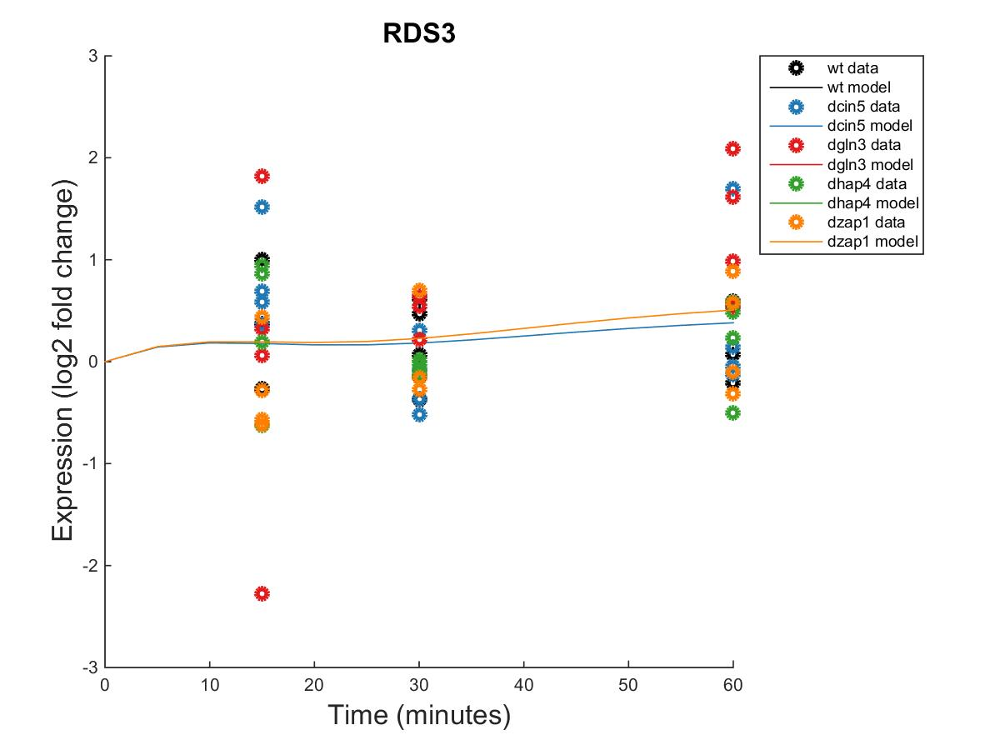 RDS3
3
2
1
0
-1
-2
-3
Expression (log2 fold change)
0 10 20 30 40 50 60
Time (minutes)
wt data
wt model
dcin5 data
dcin5 model
dgln3 data
dgln3 model
dhap4 data
dhap4 model
dzap1 data
dzap1 model